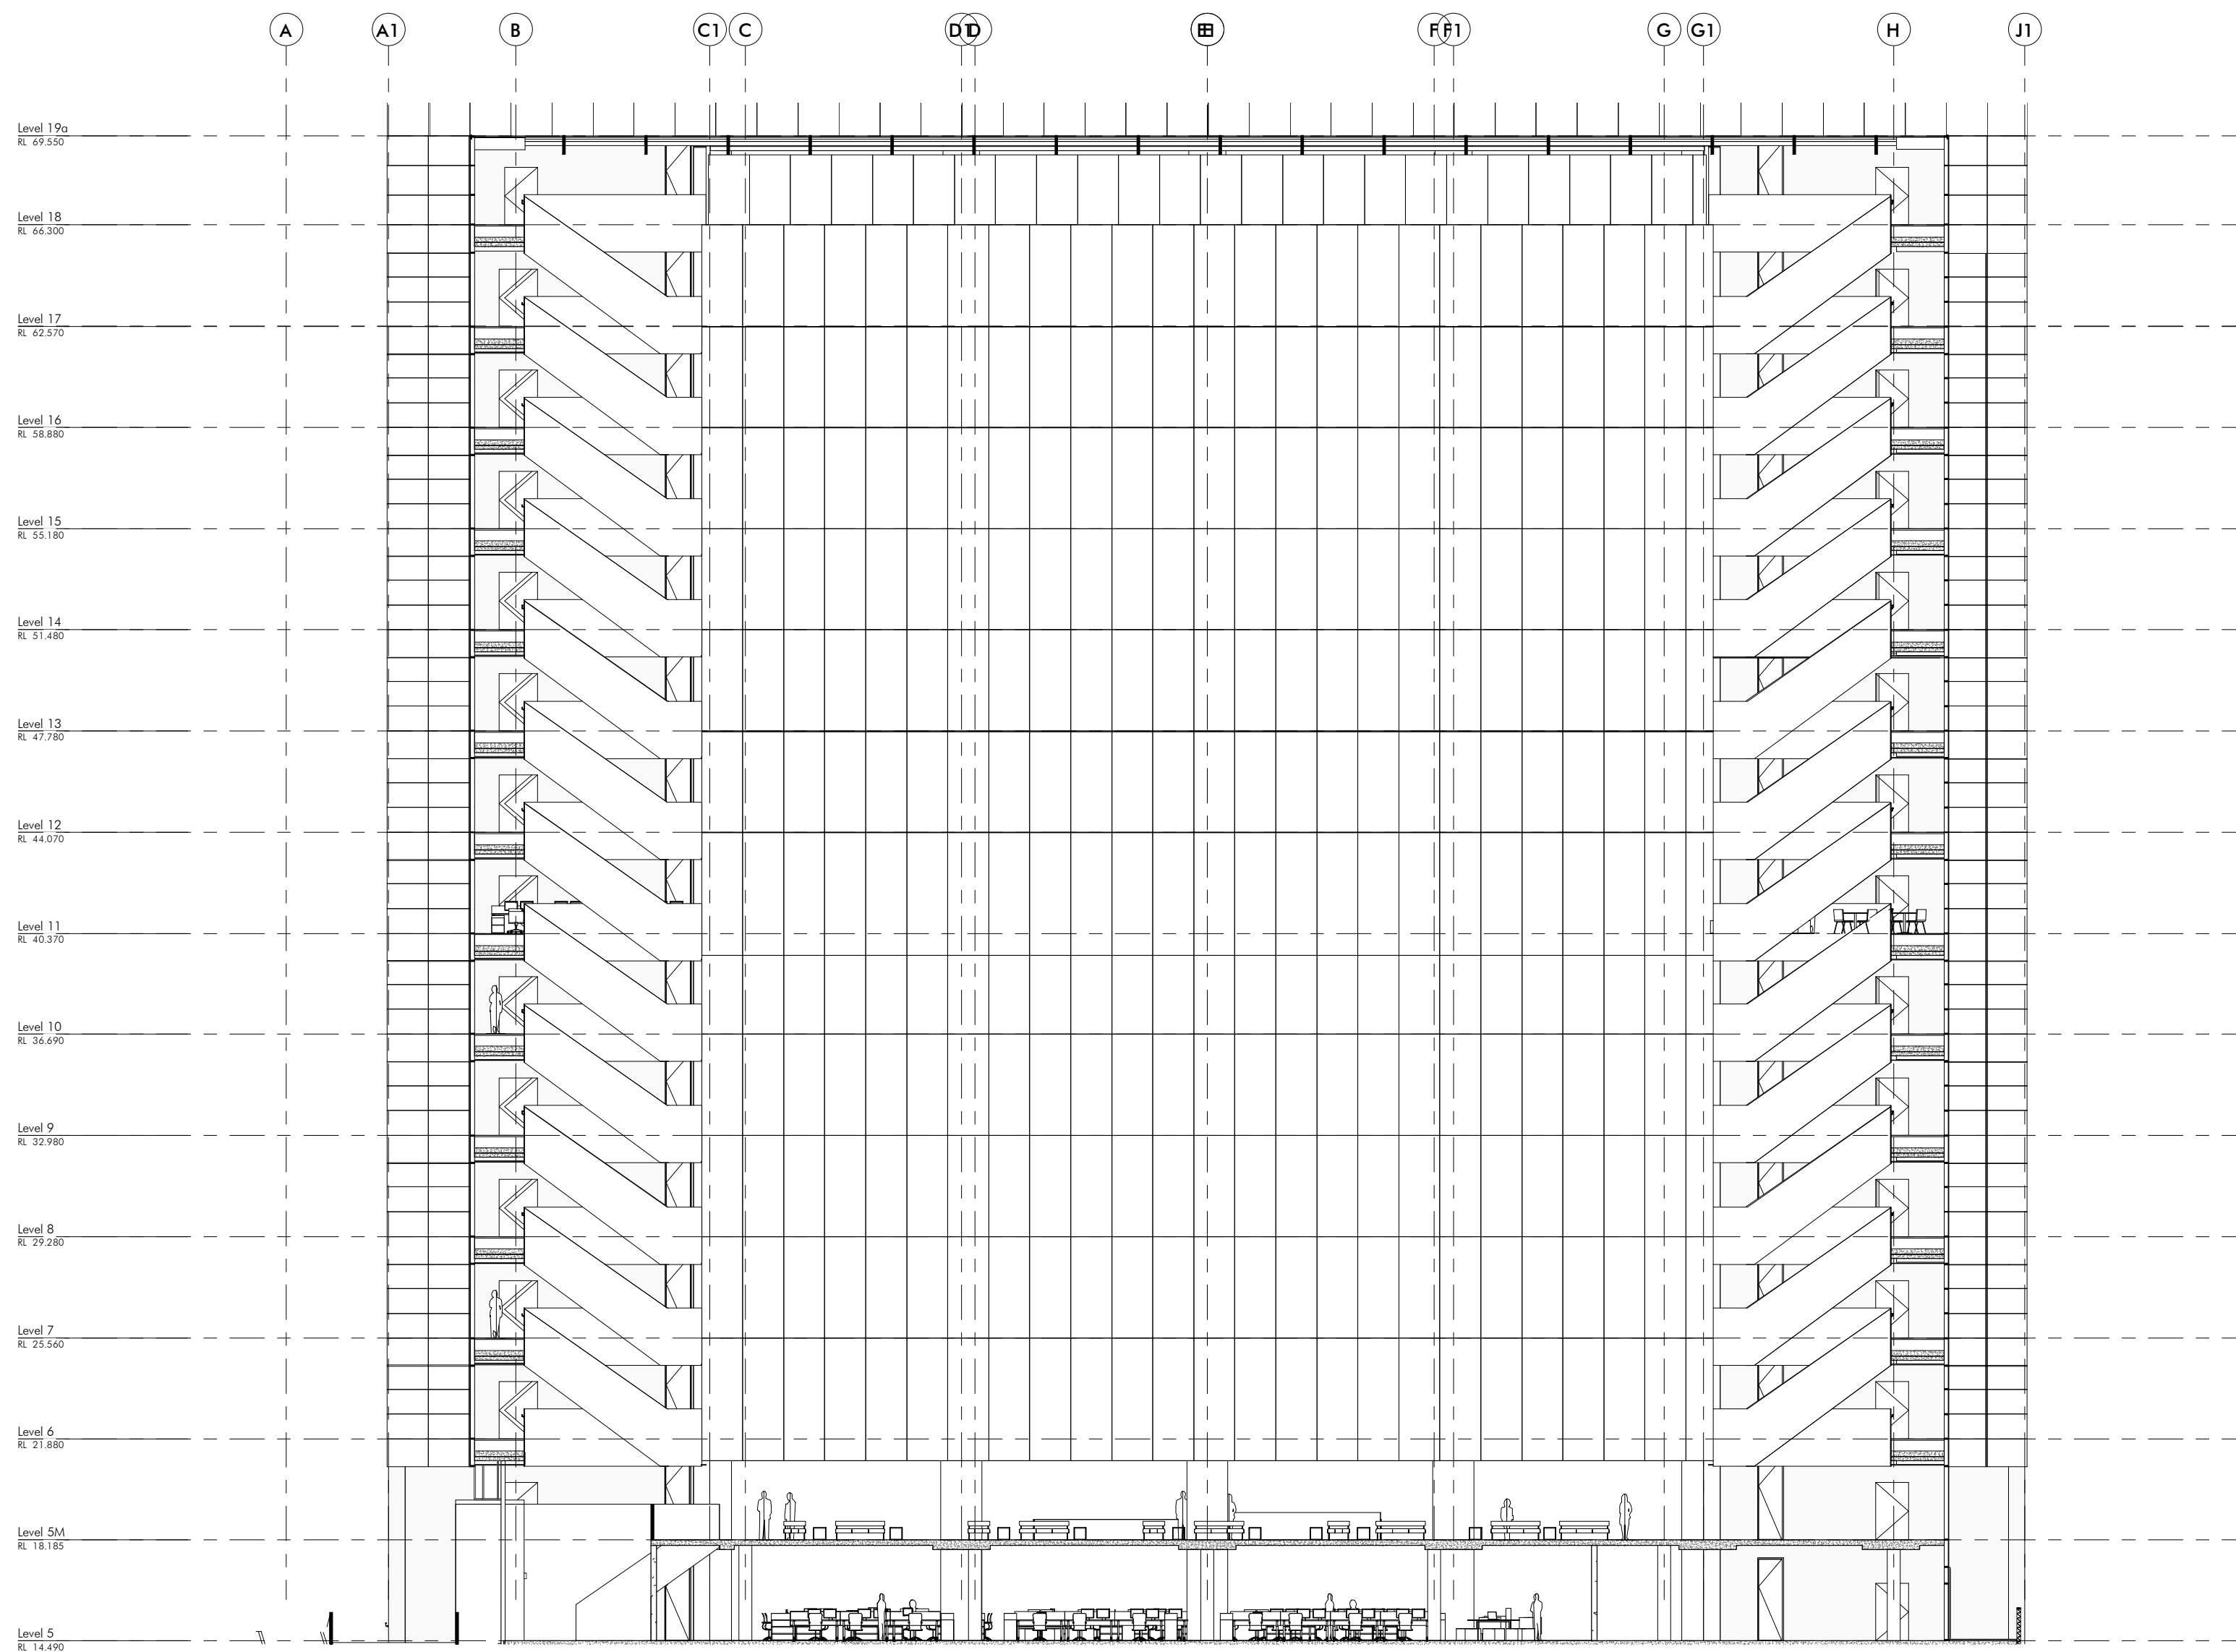 A A1 B C1 C D1 D E F F1 G G1 H J1
Level 19a
RL 69.550
Level 18
RL 66.300
Level 17
RL 62.570
Level 16
RL 58.880
Level 15
RL 55.180
Level 14
RL 51.480
Level 13
RL 47.780
Level 12
RL 44.070
Level 11
RL 40.370
Level 10
RL 36.690
Level 9
RL 32.980
Level 8
RL 29.280
Level 7
RL 25.560
Level 6
RL 21.880
Level 5M
RL 18.185
Level 5
RL 14.490